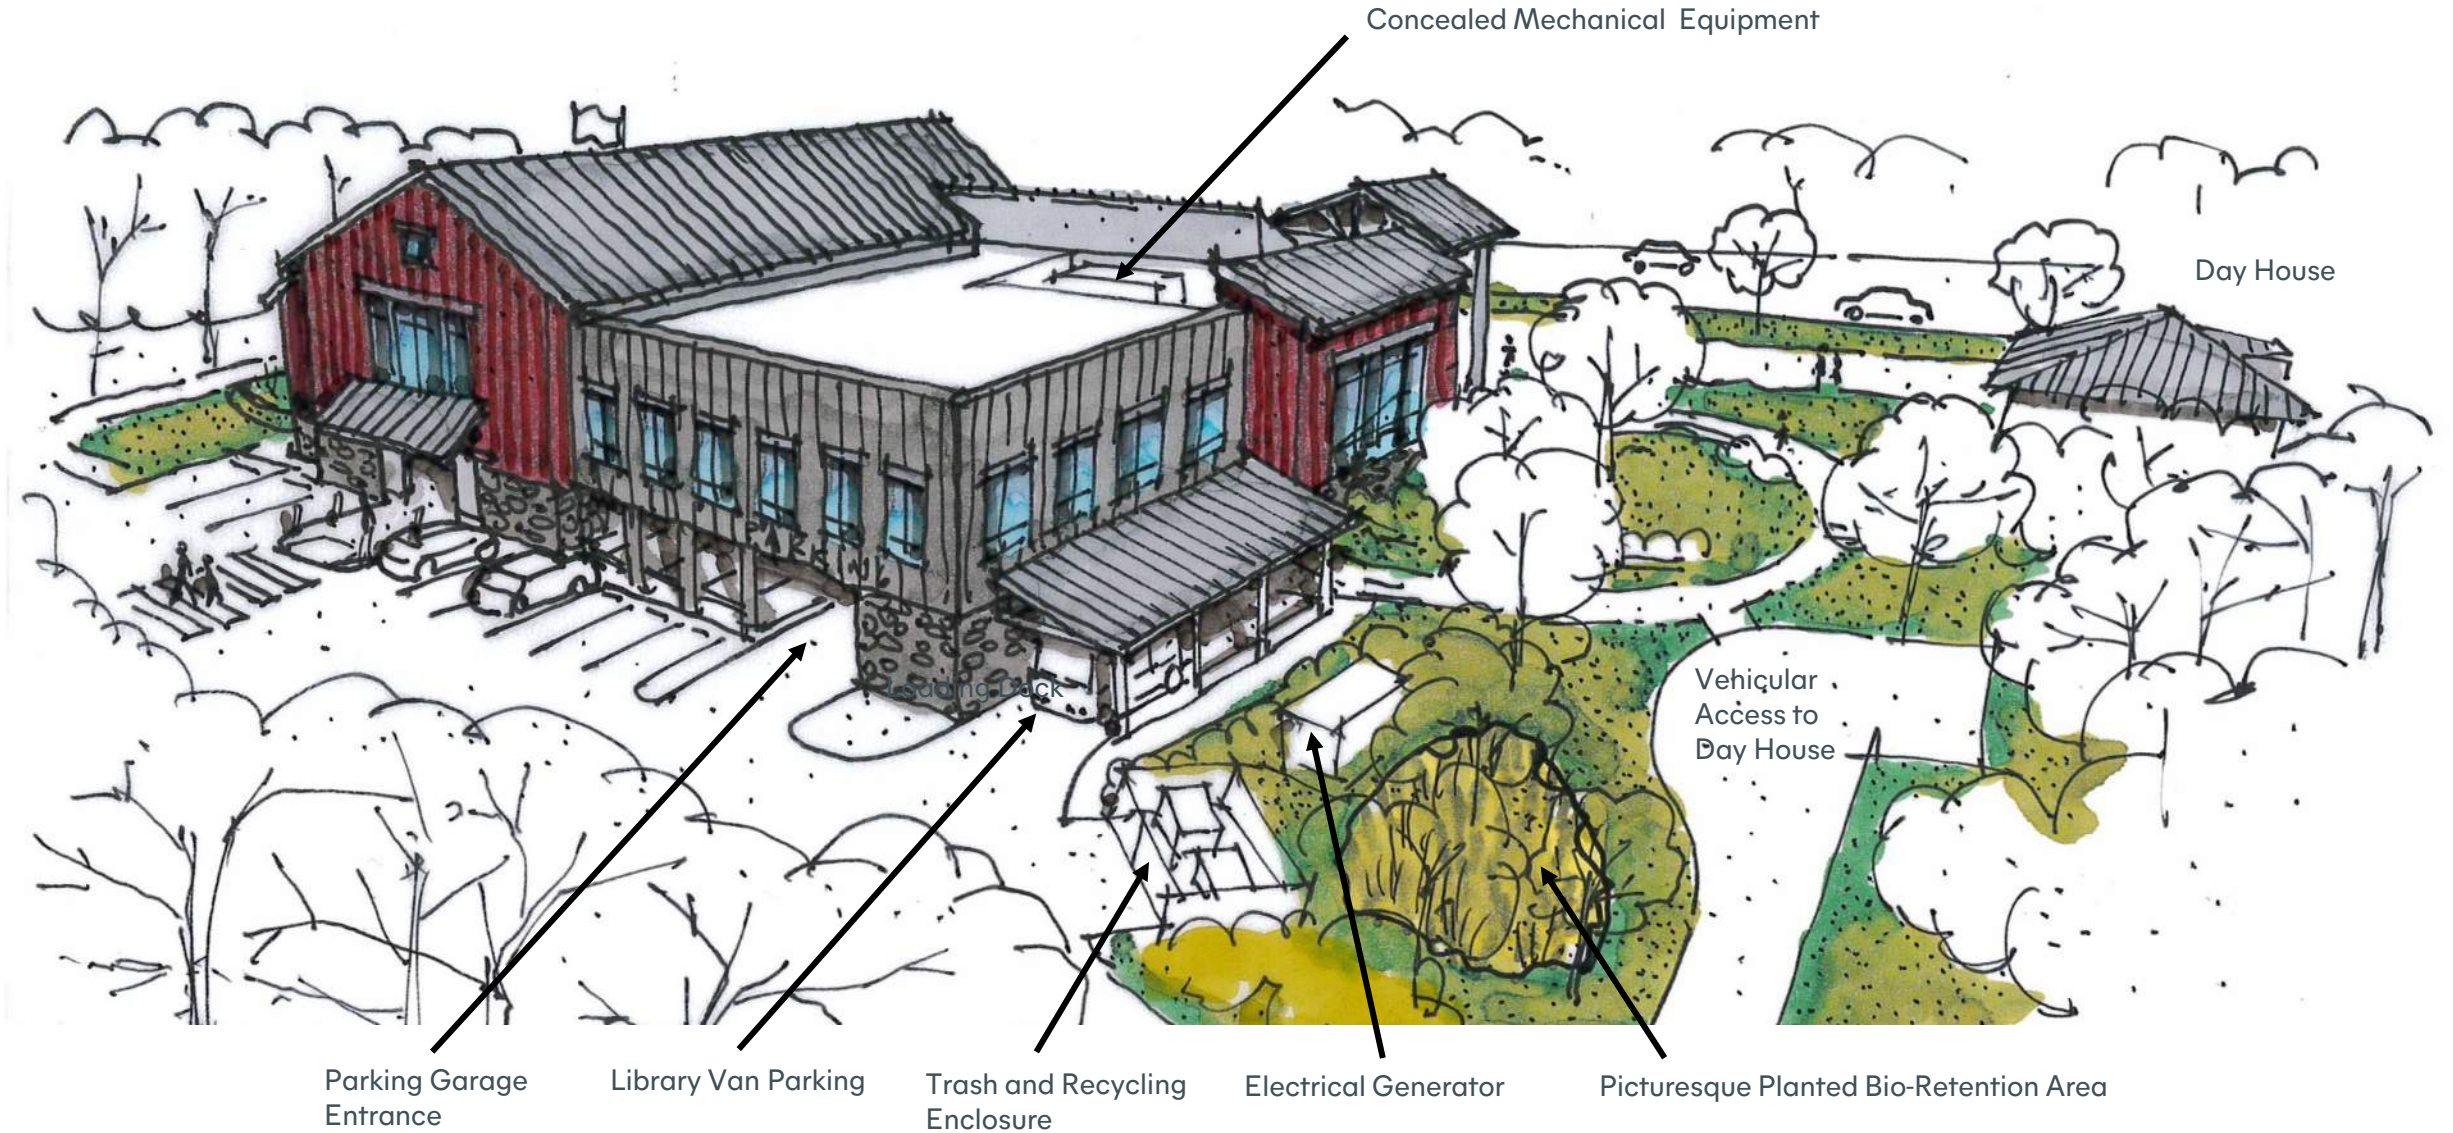 Concealed Mechanical Equipment
Day House
Loading Dock
Vehicular
Access to
Day House
Parking Garage
Entrance
Library Van Parking
Trash and Recycling
Enclosure
Electrical Generator
Picturesque Planted Bio-Retention Area